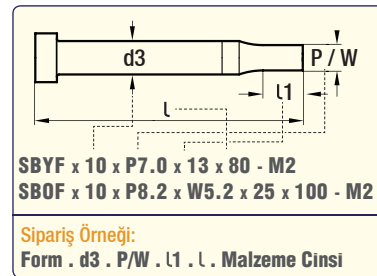 d3
P / W
l1
l
SBYF x 10 x P7.0 x 13 x 80 - M2
SBOF x 10 x P8.2 x W5.2 x 25 x 100 - M2
Sipariş Örneği:
Form . d3 . P/W . l1 . l . Malzeme Cinsi